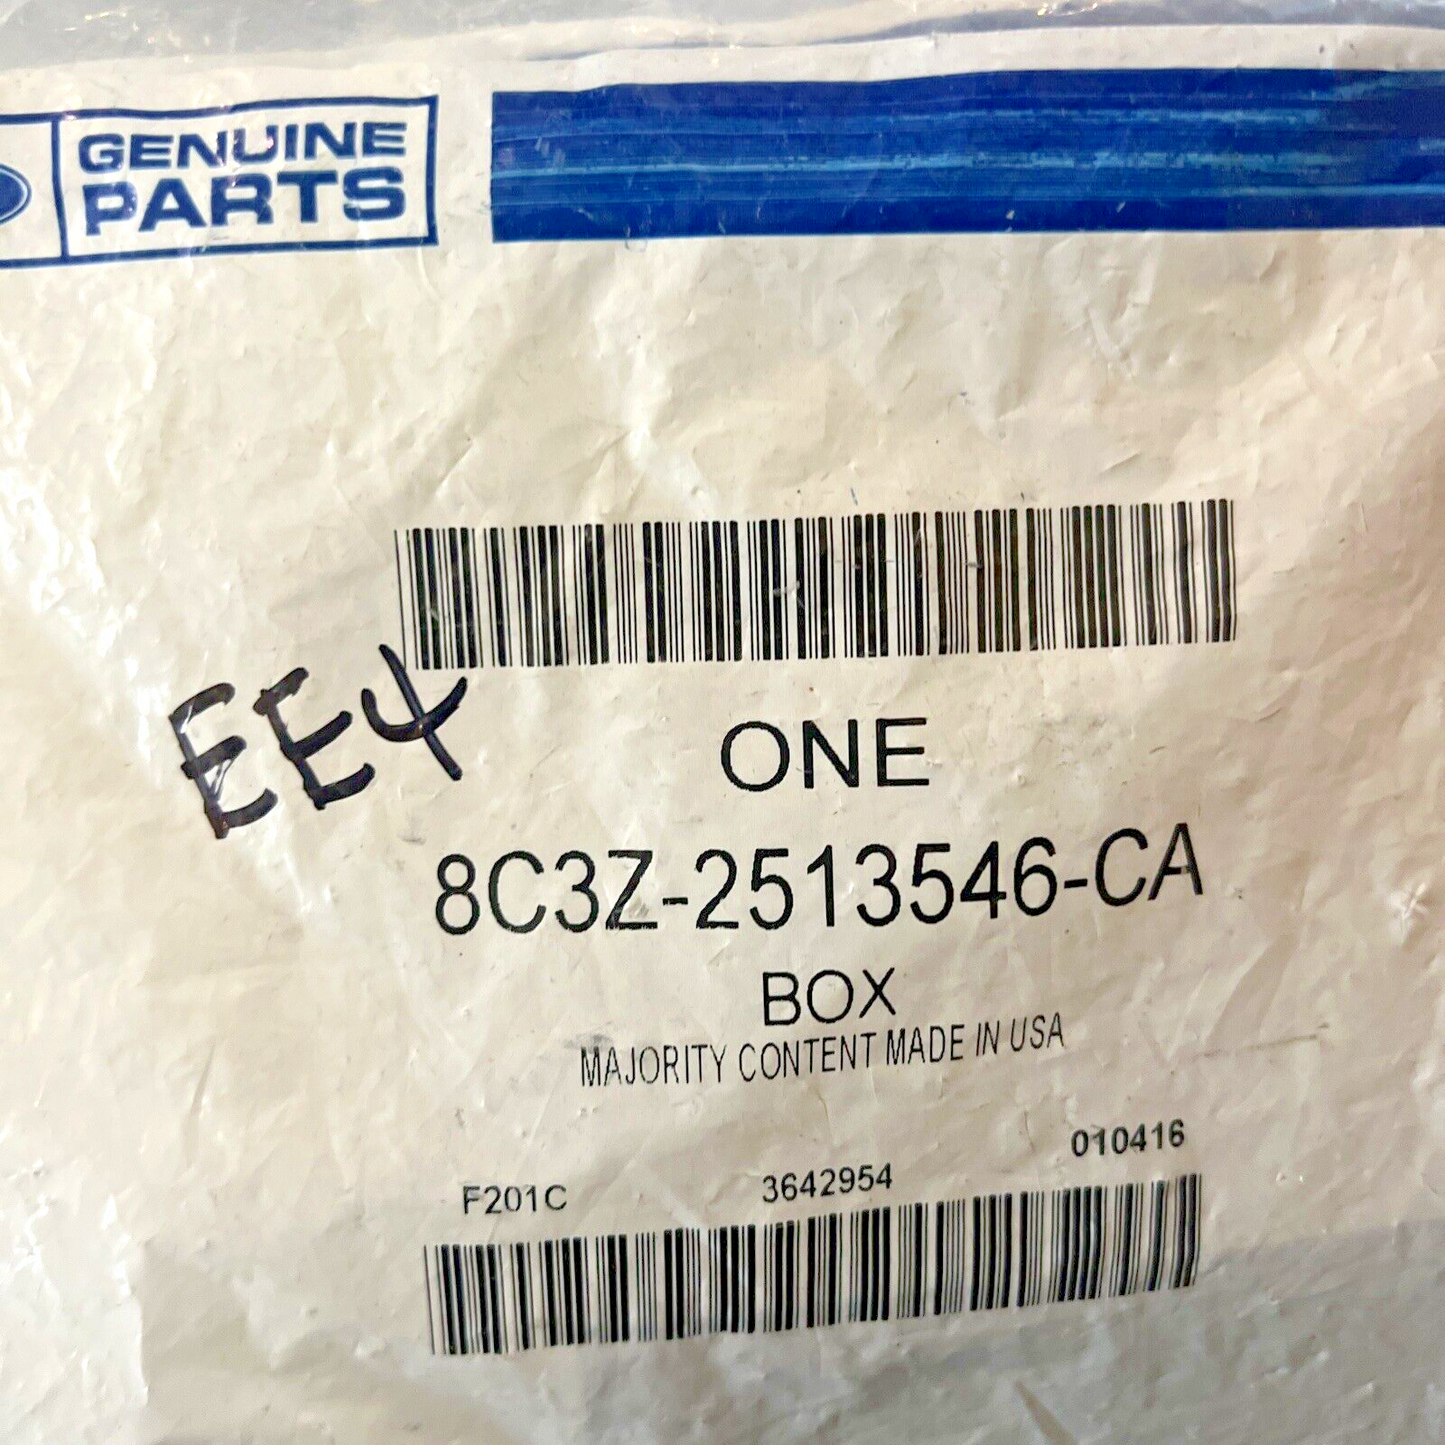 GENUINE
PARTS
EE4
ONE
8C3Z-2513546-CA
BOX
MAJORITY CONTENT MADE IN USA
F201C 3642954 010416